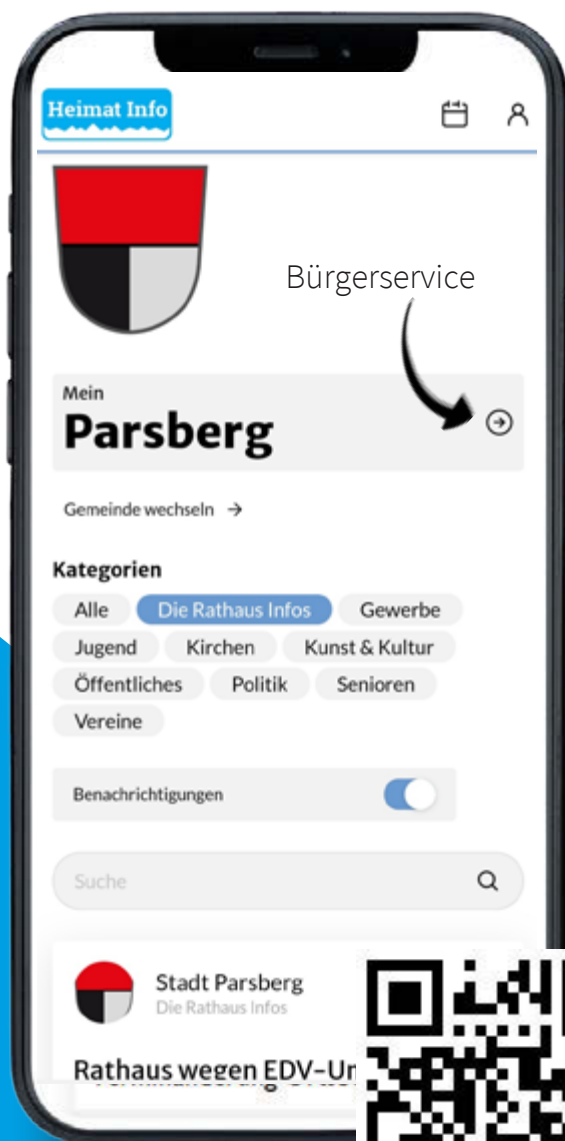 Heimat Info
Bürgerservice
Mein
Parsberg
Gemeinde wechseln →
Kategorien
Alle Die Rathaus Infos Gewerbe
Jugend Kirchen Kunst & Kultur
Öffentliches Politik Senioren
Vereine
Benachrichtigungen
Suche
Stadt Parsberg
Die Rathaus Infos
Rathaus wegen EDV-Um